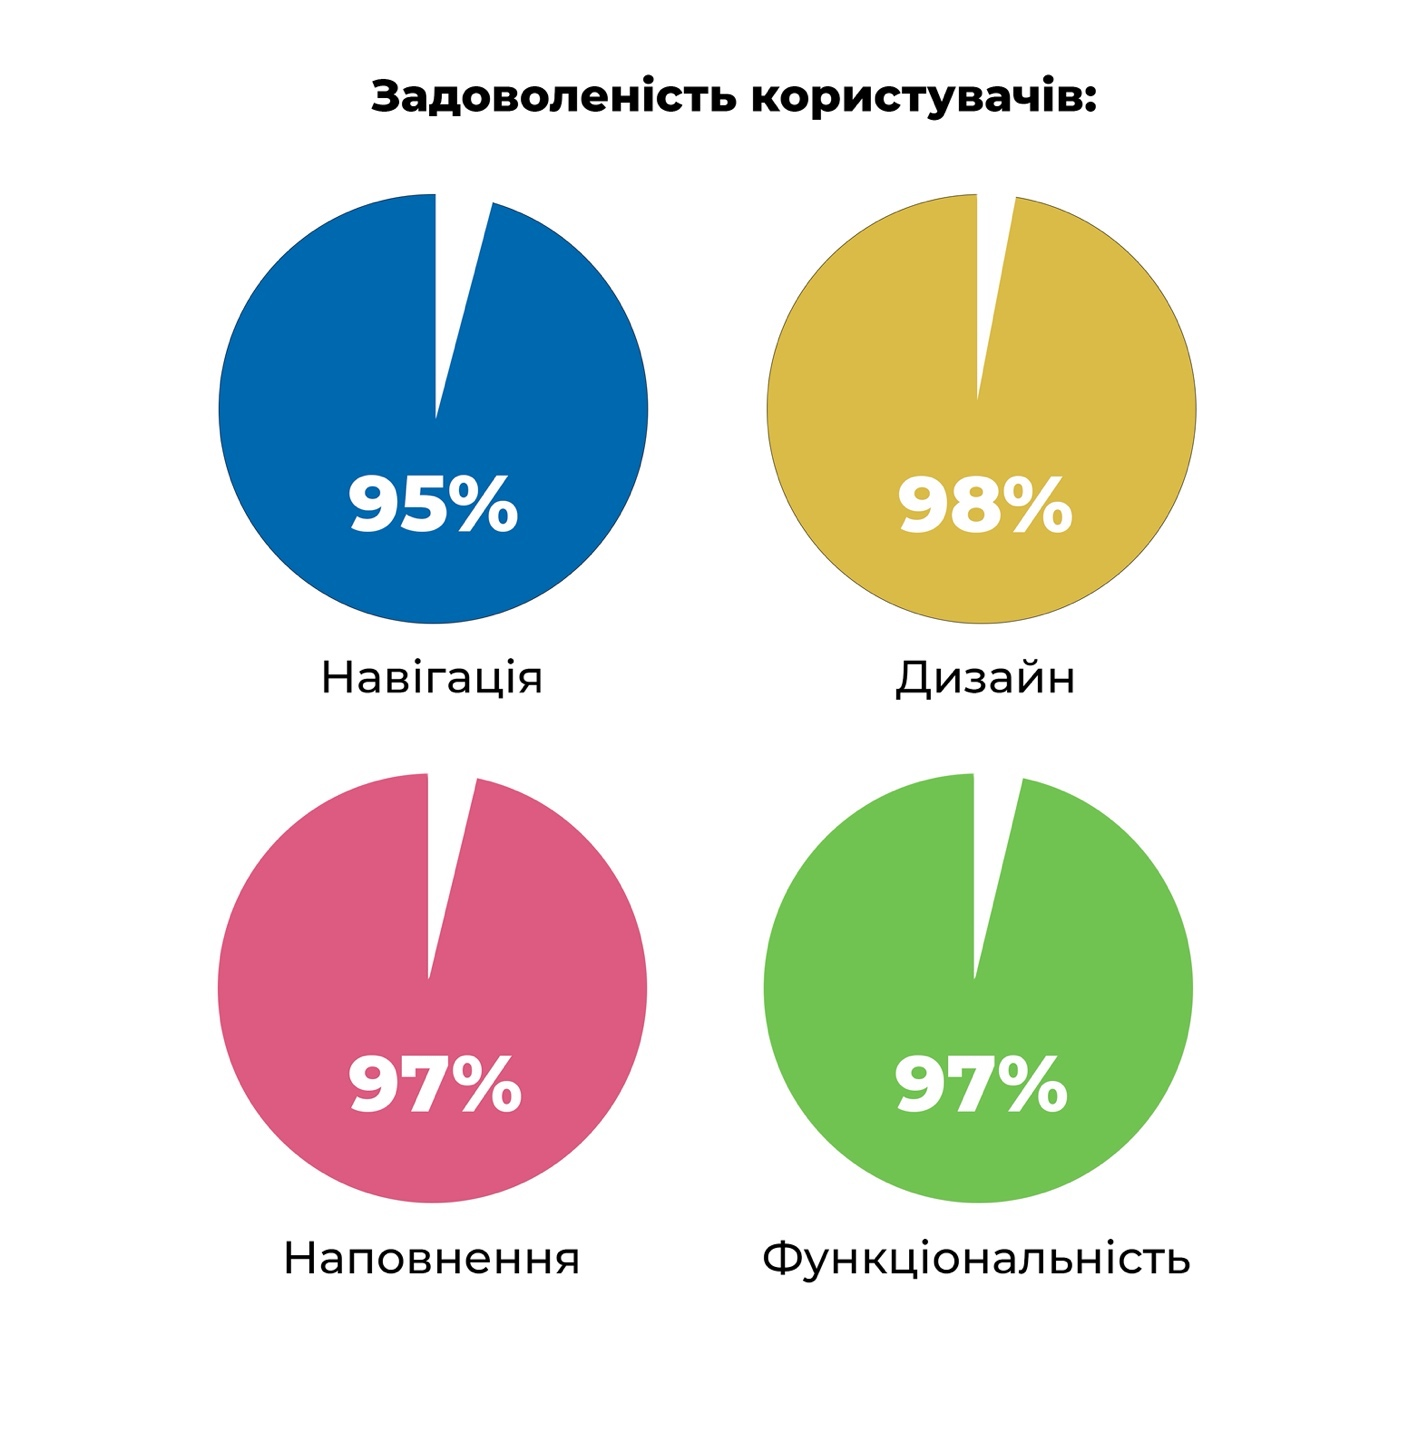 Задоволеність користувачів:
95%
98%
Навігація
Дизайн
97%
97%
Наповнення
Функціональність